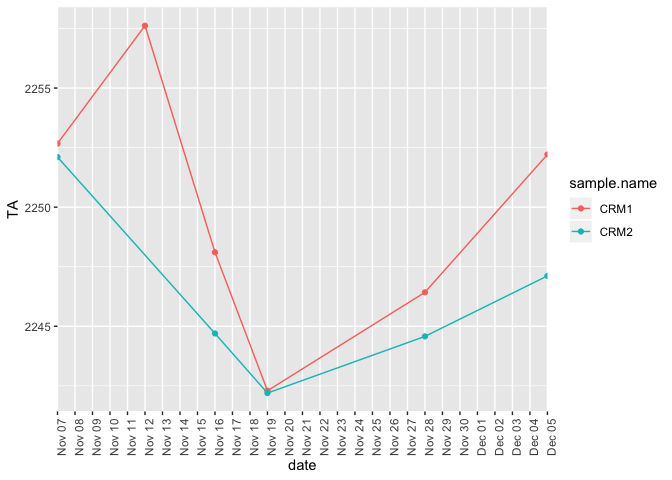 2255
2250
2245
TA
Nov 07
Nov 08
Nov 09
Nov 10
Nov 11
Nov 12
Nov 13
Nov 14
Nov 15
Nov 16
Nov 17
Nov 18
Nov 19
Nov 20
Nov 21
Nov 22
Nov 23
Nov 24
Nov 25
Nov 26
Nov 27
Nov 28
Nov 29
Nov 30
Dec 01
Dec 02
Dec 03
Dec 04
Dec 05
date
sample.name
CRM1
CRM2